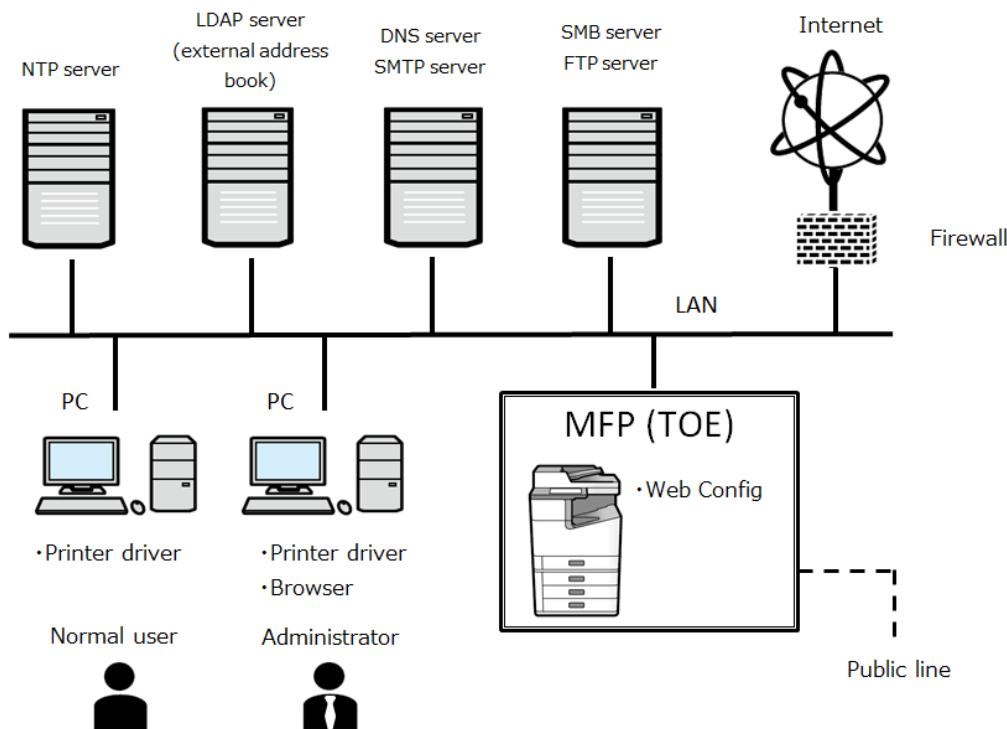 NTP server
LDAP server
(external address
book)
DNS server
SMTP server
SMB server
FTP server
Internet
Firewall
LAN
PC
PC
MFP (TOE)
・Web Config
・Printer driver
・Printer driver
・Browser
Normal user
Administrator
Public line